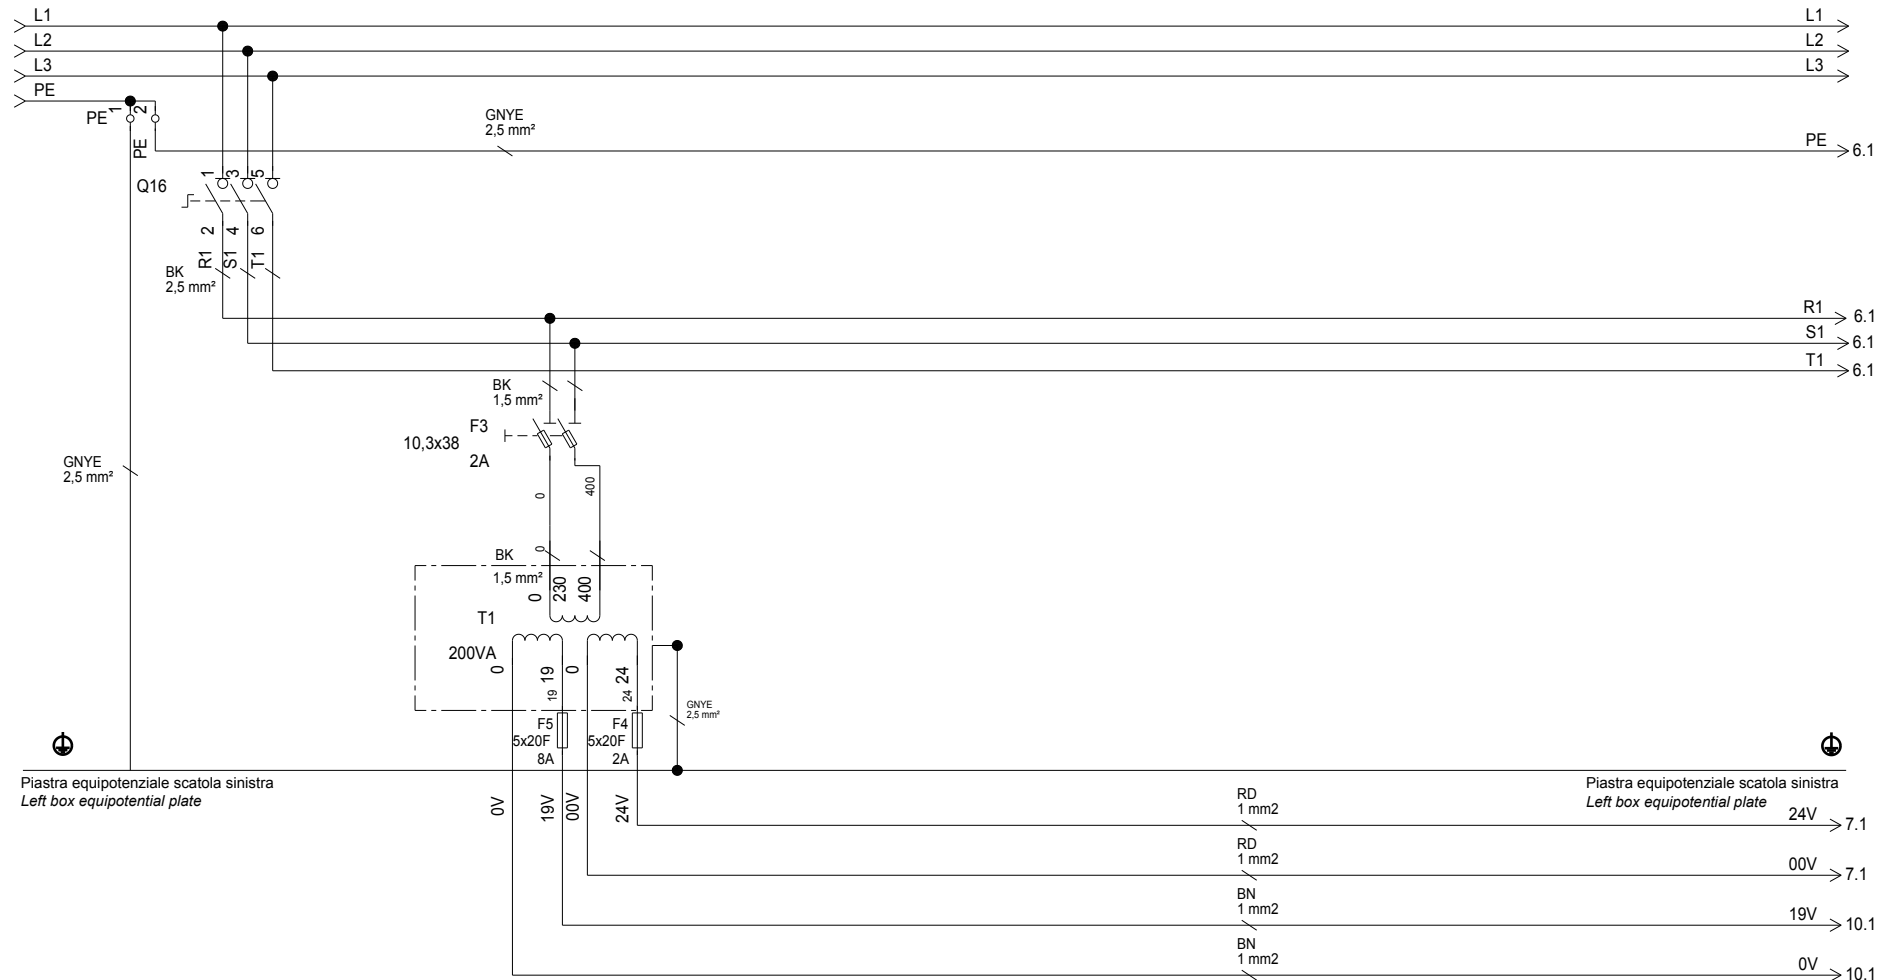 L1
L1
L2
L2
L3
L3
PE
PE
1
2
PE
GNYE
2,5 mm²
PE
6.1
Q16
1
3
5
2
4
6
R1
S1
T1
BK
2,5 mm²
R1
6.1
S1
6.1
T1
6.1
BK
1,5 mm²
F3
10,3x38
2A
GNYE
2,5 mm²
0
400
0
BK
1,5 mm²
0
230
400
T1
200VA
0
19
0
24
19
24
GNYE
2,5 mm²
F5
5x20F
8A
F4
5x20F
2A
Piastra equipotenziale scatola sinistra
Left box equipotential plate
Piastra equipotenziale scatola sinistra
Left box equipotential plate
0V
19V
00V
24V
RD
1 mm2
24V
7.1
RD
1 mm2
00V
7.1
BN
1 mm2
19V
10.1
BN
1 mm2
0V
10.1